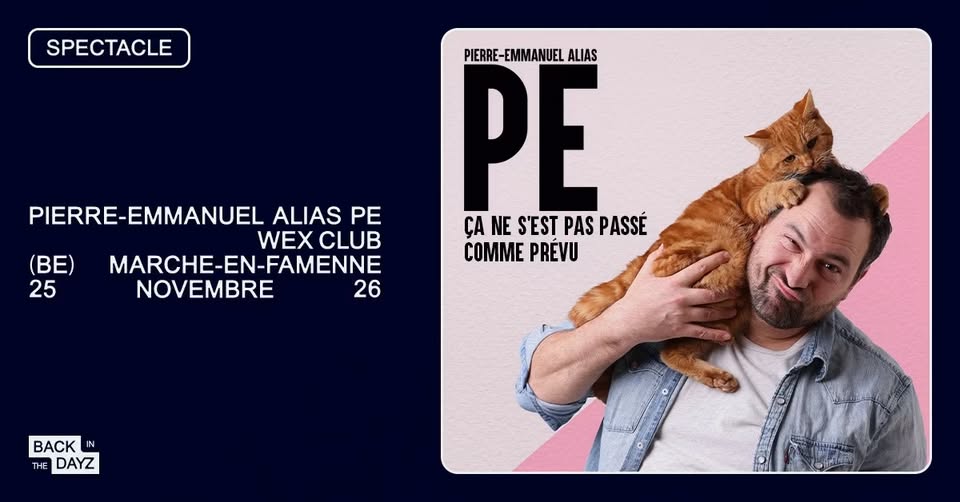 SPECTACLE
PIERRE-EMMANUEL ALIAS PE
WEX CLUB
(BE) MARCHE-EN-FAMENNE
25 NOVEMBRE 26
BACK IN
THE DAYZ
PIERRE-EMMANUEL ALIAS
PE
ÇA NE S'EST PAS PASSÉ
COMME PRÉVU